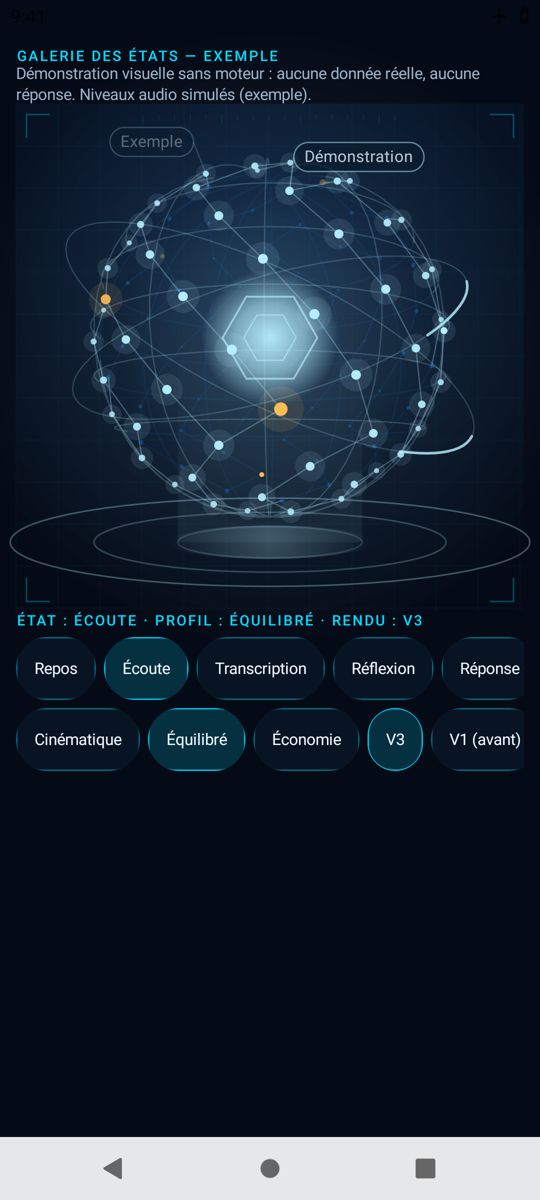 9:41
GALERIE DES ÉTATS — EXEMPLE
Démonstration visuelle sans moteur : aucune donnée réelle, aucune
réponse. Niveaux audio simulés (exemple).
Exemple
Démonstration
ÉTAT : ÉCOUTE · PROFIL : ÉQUILIBRÉ · RENDU : V3
Repos Écoute Transcription Réflexion Réponse
Cinématique Équilibré Économie V3 V1 (avant)